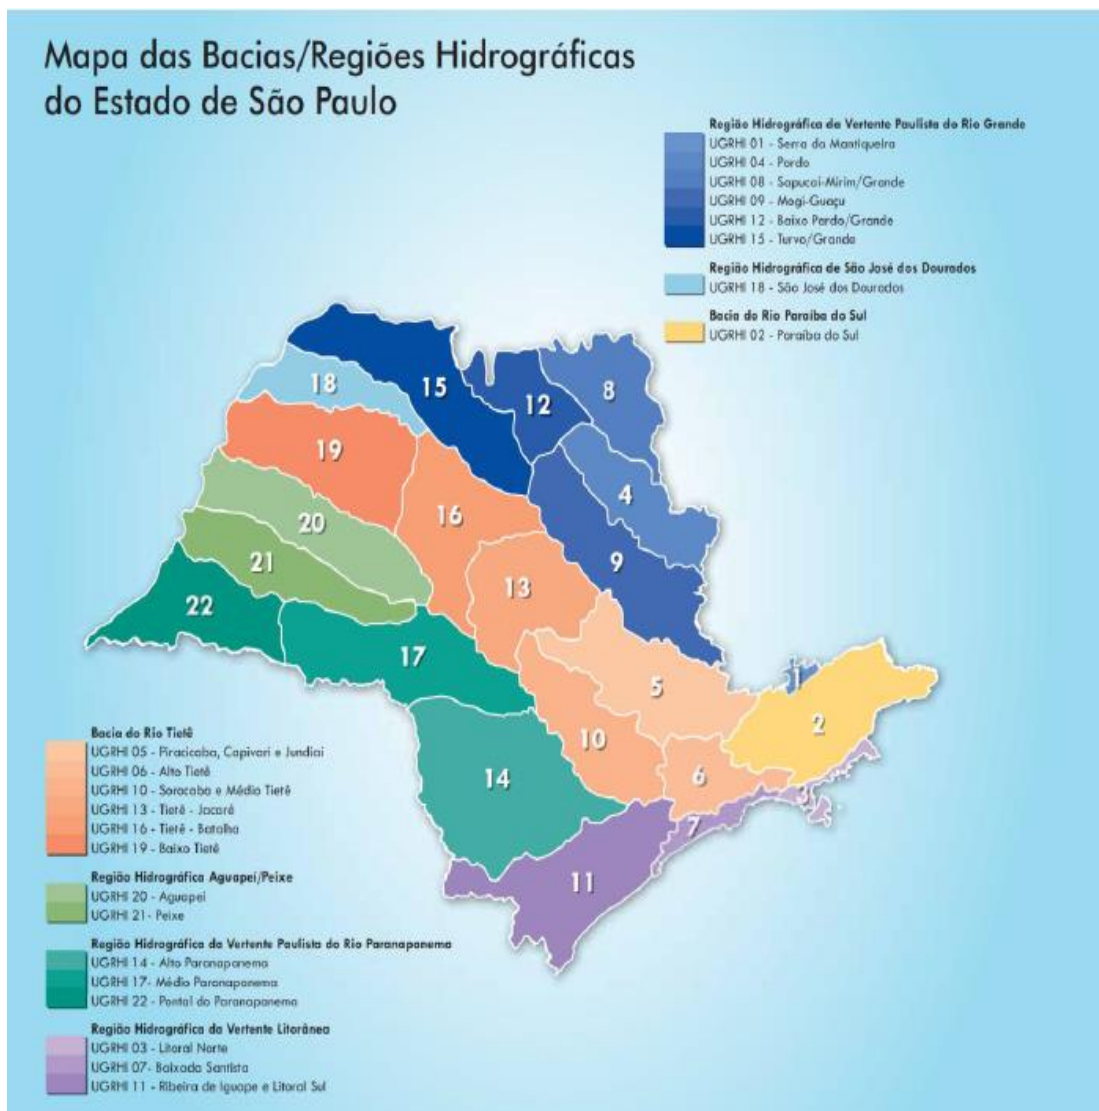 Mapa das Bacias/Regiões Hidrográficas
do Estado de São Paulo
Região Hidrográfica da Vertente Paulista do Rio Grande
UGRHI 01 - Serra da Mantiqueira
UGRHI 04 - Pardo
UGRHI 08 - Sapucaí-Mirim/Grande
UGRHI 09 - Mogi-Guaçu
UGRHI 12 - Baixo Pardo/Grande
UGRHI 15 - Turvo/Grande
Região Hidrográfica de São José dos Dourados
UGRHI 18 - São José dos Dourados
Bacia do Rio Paraíba do Sul
UGRHI 02 - Paraíba do Sul
18
15
12
8
19
4
16
20
9
21
13
22
17
5
1
2
10
14
6
3
7
11
Bacia do Rio Tietê
UGRHI 05 - Piracicaba, Capivari e Jundiaí
UGRHI 06 - Alto Tietê
UGRHI 10 - Sorocaba e Médio Tietê
UGRHI 13 - Tietê - Jacaré
UGRHI 16 - Tietê - Batalha
UGRHI 19 - Baixo Tietê
Região Hidrográfica Aguapeí/Peixe
UGRHI 20 - Aguapeí
UGRHI 21- Peixe
Região Hidrográfica da Vertente Paulista do Rio Paranapanema
UGRHI 14 - Alto Paranapanema
UGRHI 17- Médio Paranapanema
UGRHI 22 - Pontal do Paranapanema
Região Hidrográfica da Vertente Litorânea
UGRHI 03 - Litoral Norte
UGRHI 07- Baixada Santista
UGRHI 11 - Ribeira de Iguape e Litoral Sul